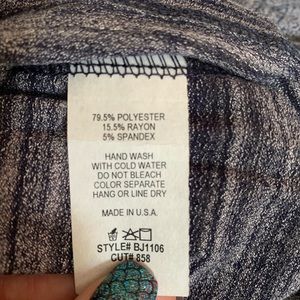 79.5% POLYESTER
15.5% RAYON
5% SPANDEX
HAND WASH
WITH COLD WATER
DO NOT BLEACH
COLOR SEPARATE
HANG OR LINE DRY
MADE IN U.S.A.
STYLE# BJ1106
CUT# 858